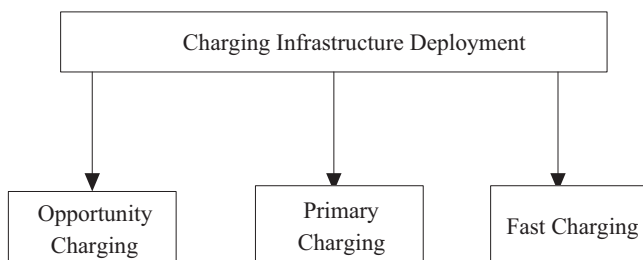 Charging Infrastructure Deployment
Opportunity
Charging
Primary
Charging
Fast Charging